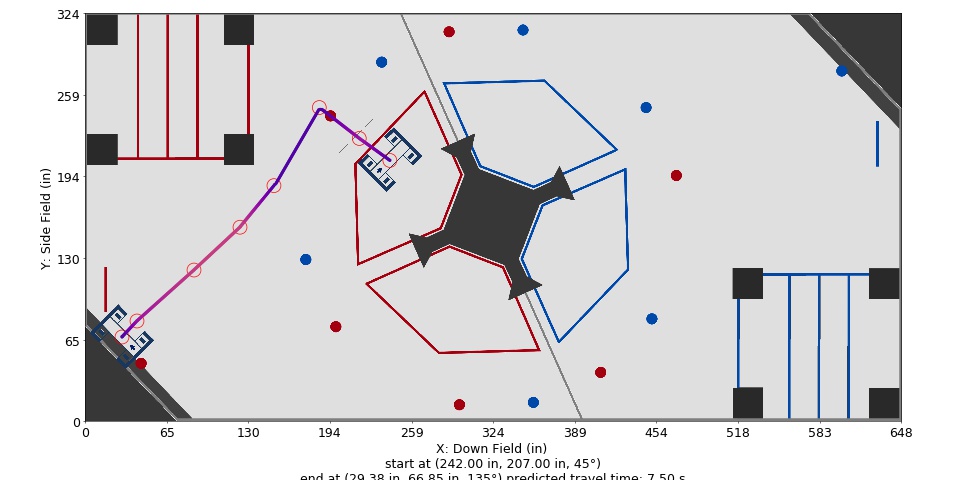 324
259
194
130
65
0
Y: Side Field (in)
0 65 130 194 259 324 389 454 518 583 648
X: Down Field (in)
start at (242.00 in, 207.00 in, 45°)
end at (29.38 in, 66.85 in, 135°) predicted travel time: 7.50 s